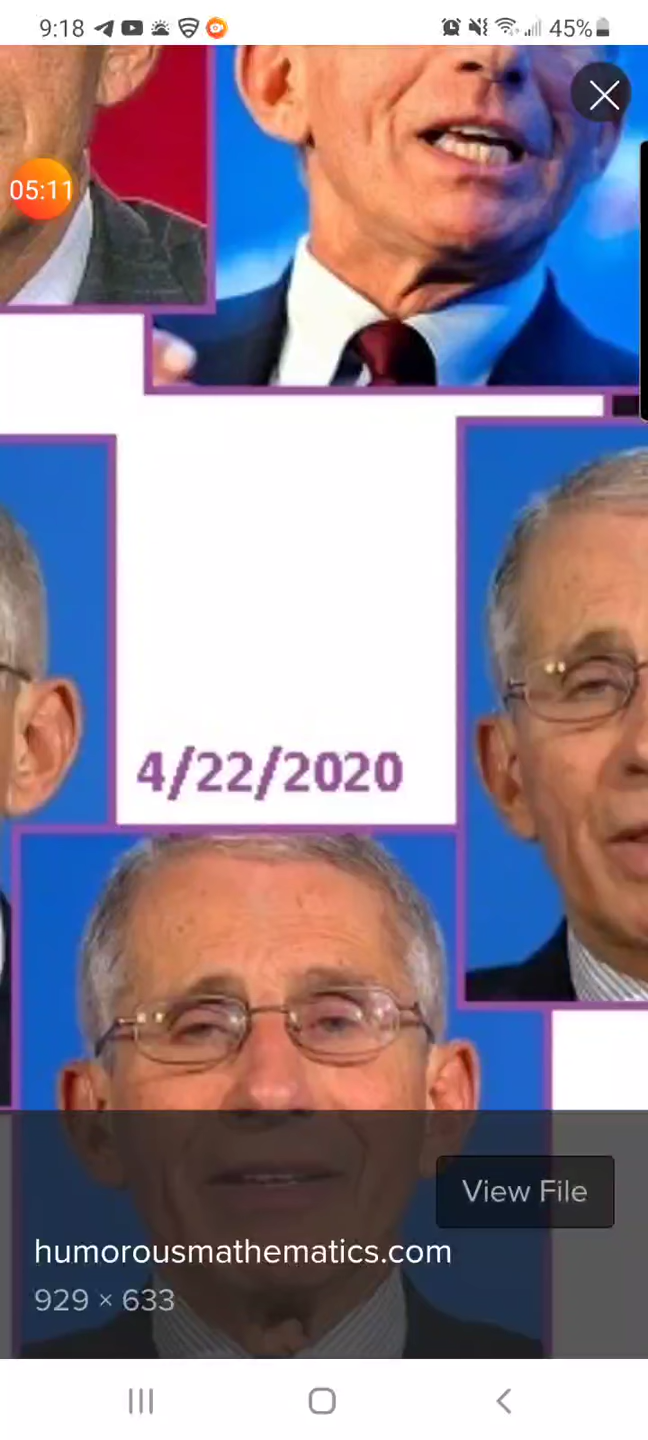 9:18
45%
05:11
4/22/2020
View File
humorousmathematics.com
929 × 633